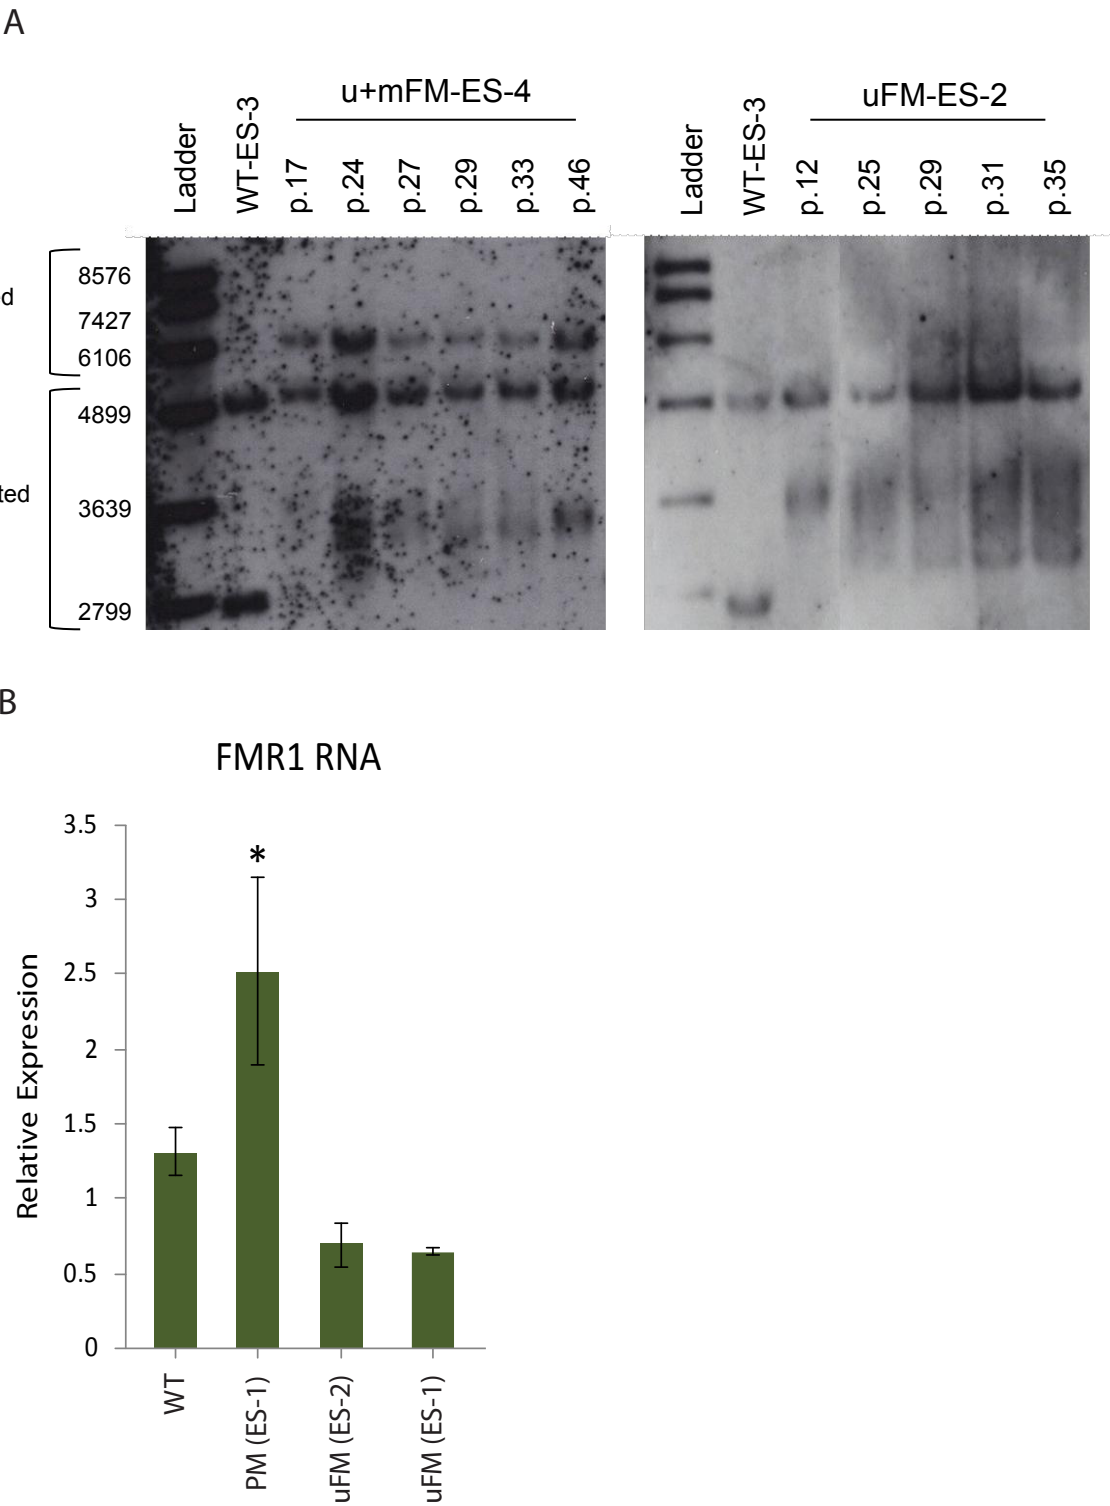 A
u+mFM-ES-4
uFM-ES-2
Ladder
WT-ES-3
p.17
p.24
p.27
p.29
p.33
p.46
Ladder
WT-ES-3
p.12
p.25
p.29
p.31
p.35
8576
7427
6106
4899
3639
2799
B
FMR1 RNA
*
Relative Expression
3.5
3
2.5
2
1.5
1
0.5
0
WT
PM (ES-1)
uFM (ES-2)
uFM (ES-1)